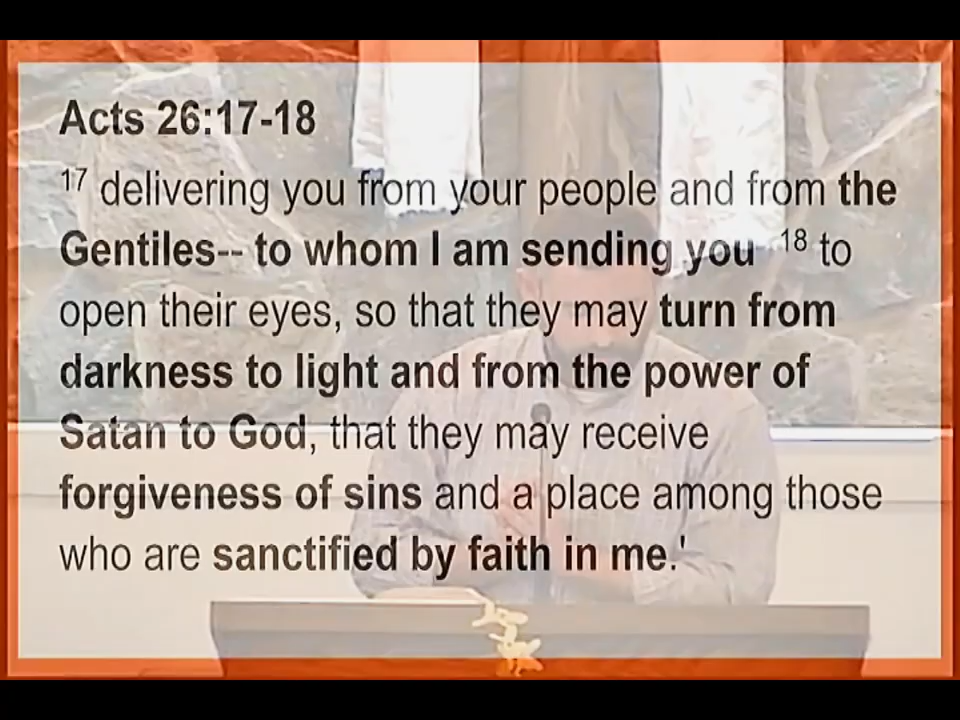 Acts 26:17-18
17 delivering you from your people and from the
Gentiles-- to whom I am sending you 18 to
open their eyes, so that they may turn from
darkness to light and from the power of
Satan to God, that they may receive
forgiveness of sins and a place among those
who are sanctified by faith in me.'